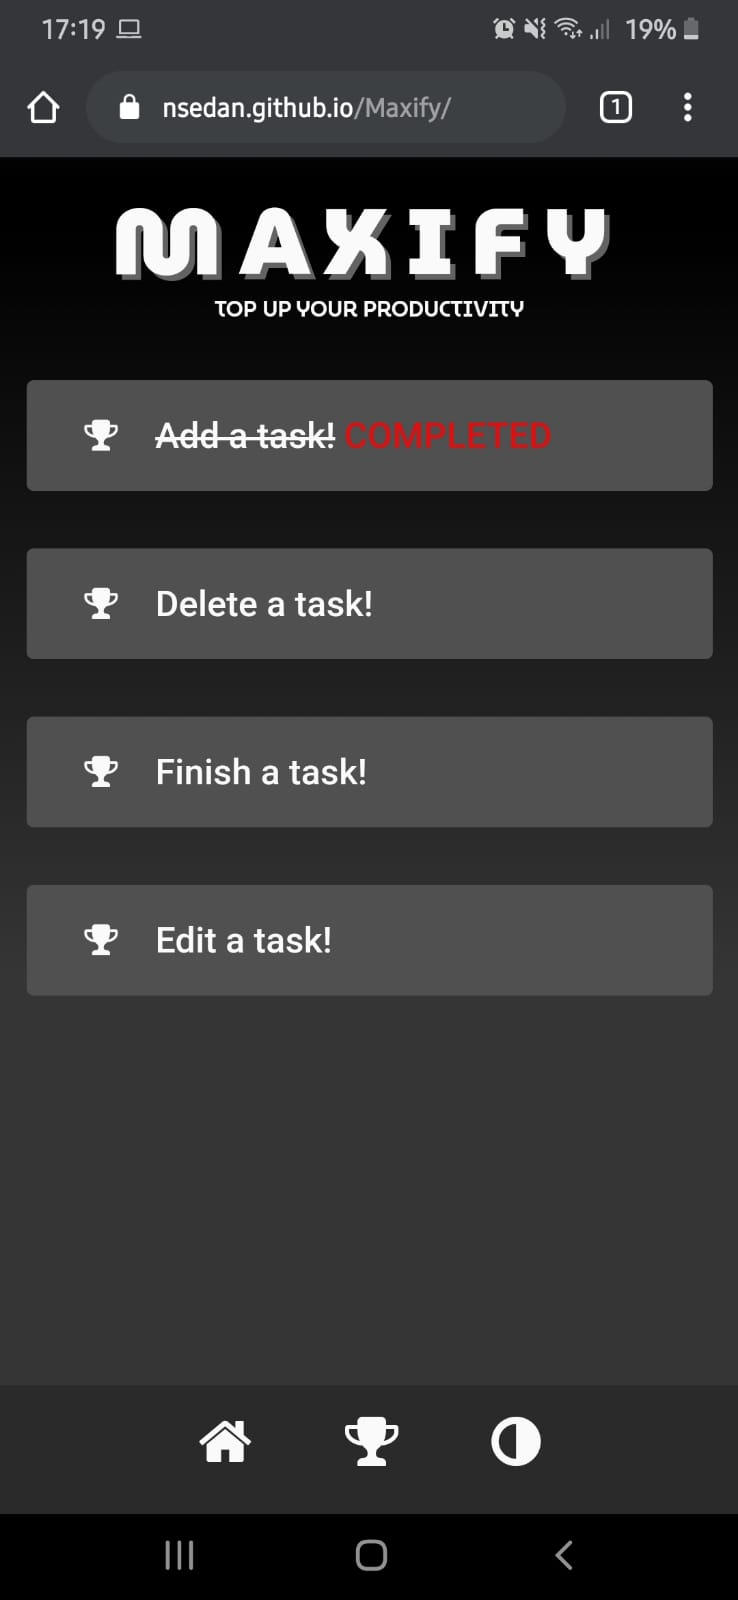 17:19 19%
nsedan.github.io/Maxify/ 1
MAXIFY
TOP UP YOUR PRODUCTIVITY
Add a task! COMPLETED
Delete a task!
Finish a task!
Edit a task!